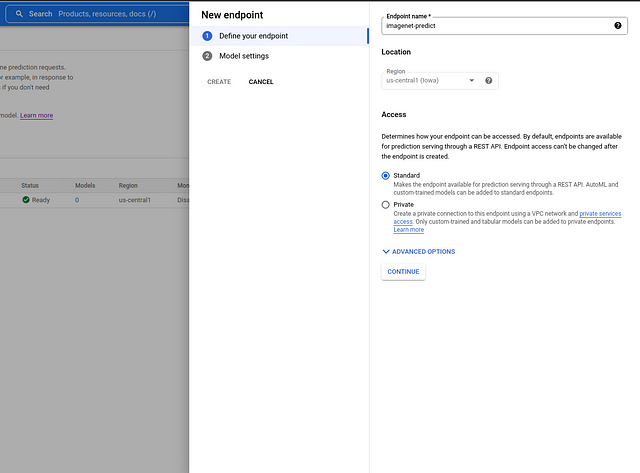 Search Products, resources, docs (/)
me prediction requests.
or example, in response to
if you don't need
model. Learn more
Status Models Region Mon
Ready 0 us-central1 Disa
New endpoint
1 Define your endpoint
2 Model settings
CREATE CANCEL
Endpoint name *
imagenet-predict
Location
Region
us-central1 (Iowa)
Access
Determines how your endpoint can be accessed. By default, endpoints are available
for prediction serving through a REST API. Endpoint access can't be changed after
the endpoint is created.
Standard
Makes the endpoint available for prediction serving through a REST API. AutoML and
custom-trained models can be added to standard endpoints.
Private
Create a private connection to this endpoint using a VPC network and private services
access. Only custom-trained and tabular models can be added to private endpoints.
Learn more
ADVANCED OPTIONS
CONTINUE